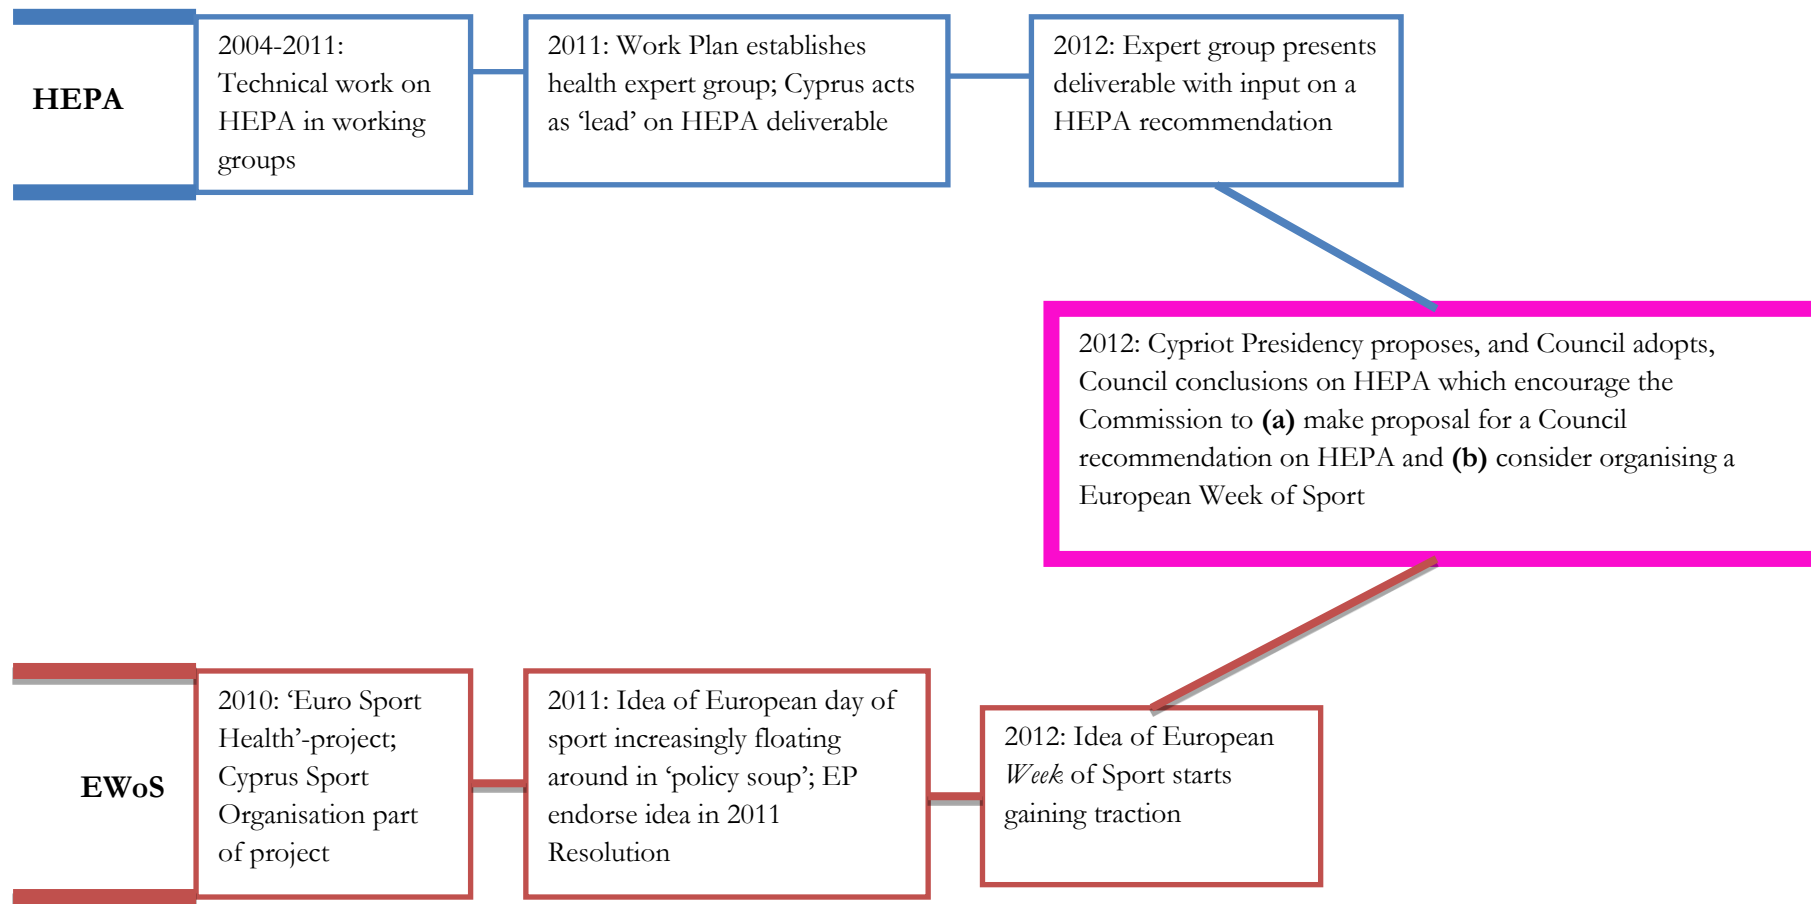 HEPA
2004-2011:
Technical work on
HEPA in working
groups
2011: Work Plan establishes
health expert group; Cyprus acts
as ‘lead’ on HEPA deliverable
2012: Expert group presents
deliverable with input on a
HEPA recommendation
2012: Cypriot Presidency proposes, and Council adopts,
Council conclusions on HEPA which encourage the
Commission to (a) make proposal for a Council
recommendation on HEPA and (b) consider organising a
European Week of Sport
EWoS
2010: ‘Euro Sport
Health’-project;
Cyprus Sport
Organisation part
of project
2011: Idea of European day of
sport increasingly floating
around in ‘policy soup’; EP
endorse idea in 2011
Resolution
2012: Idea of European
Week of Sport starts
gaining traction